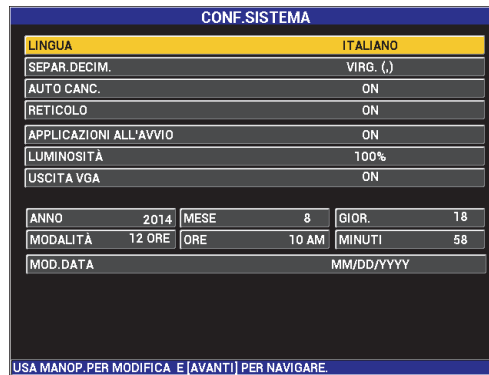 CONF.SISTEMA
LINGUA ITALIANO
SEPAR.DECIM. VIRG. (,)
AUTO CANC. ON
RETICOLO ON
APPLICAZIONI ALL'AVVIO ON
LUMINOSITÀ 100%
USCITA VGA ON
ANNO 2014 MESE 8 GIOR. 18
MODALITÀ 12 ORE ORE 10 AM MINUTI 58
MOD.DATA MM/DD/YYYY
USA MANOP.PER MODIFICA E [AVANTI] PER NAVIGARE.